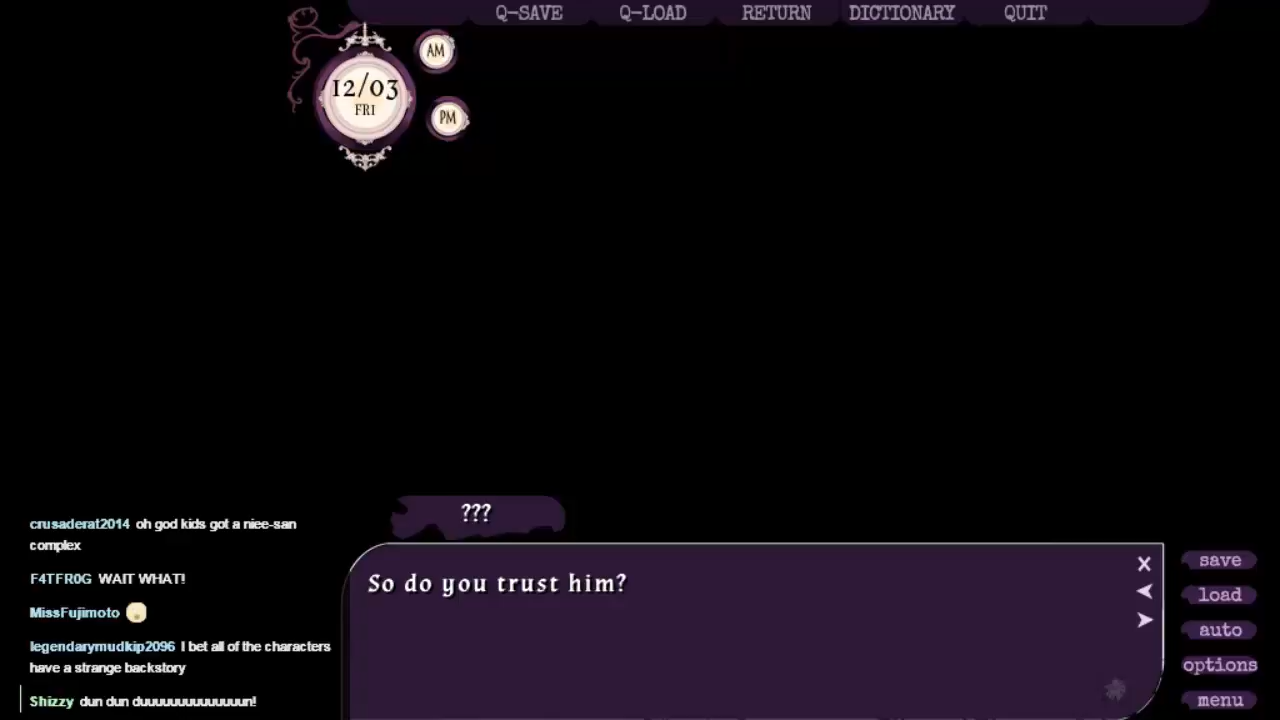 Q-SAVE Q-LOAD RETURN DICTIONARY QUIT
AM
12/03
FRI
PM
???
So do you trust him?
crusaderat2014 oh god kids got a niee-san
complex
F4TFR0G WAIT WHAT!
MissFujimoto
legendarymudkip2096 I bet all of the characters
have a strange backstory
Shizzy dun dun duuuuuuuuuuuuun!
save
load
auto
options
menu